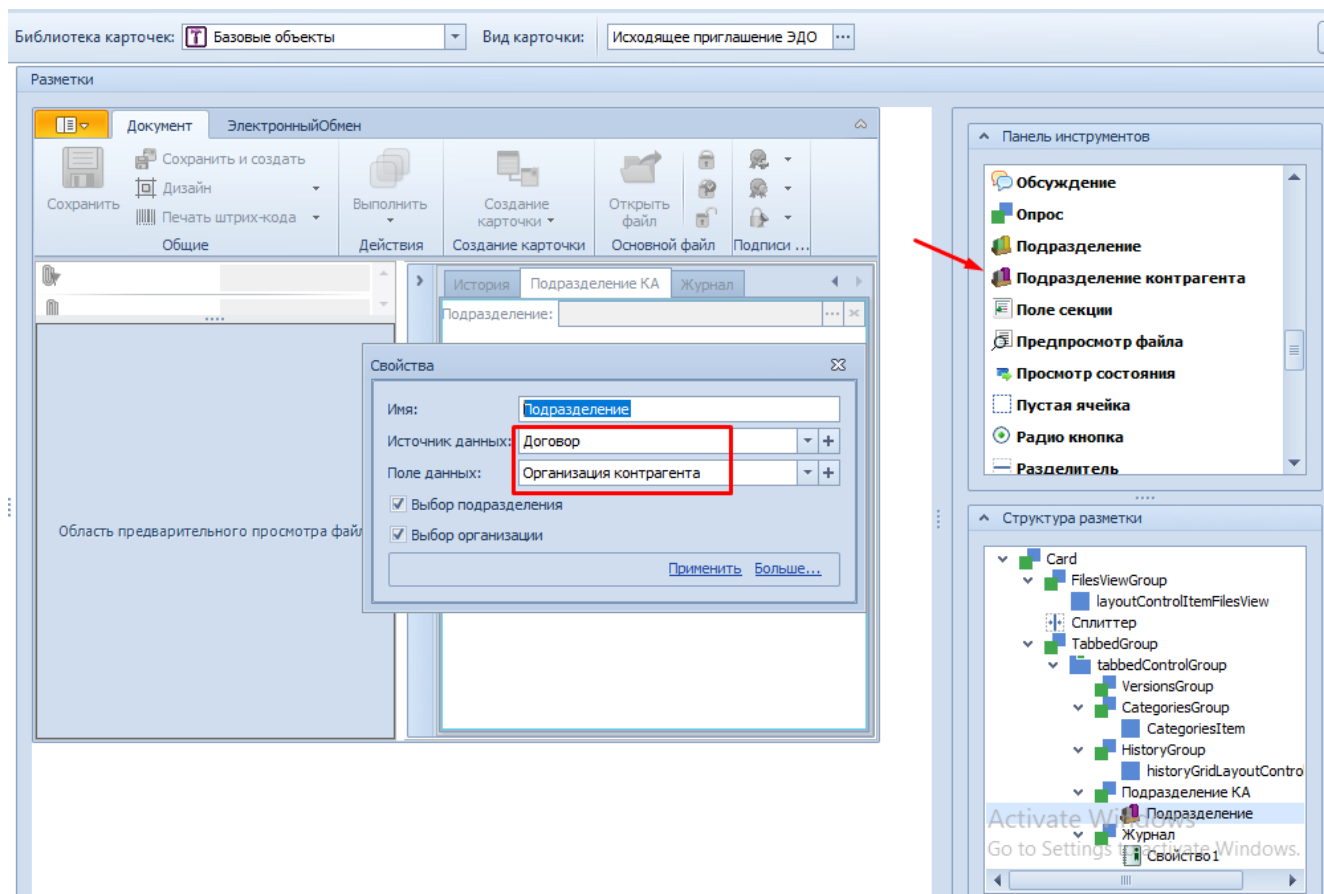 Библиотека карточек: Базовые объекты Вид карточки: Исходящее приглашение ЭДО ...
Разметки
Документ ЭлектронныйОбмен
Сохранить
Сохранить и создать
Дизайн
Печать штрих-кода
Общие
Выполнить
Действия
Создание
карточки
Создание карточки
Открыть
файл
Основной файл
Подписи ...
История Подразделение КА Журнал
Подразделение: ...
Область предварительного просмотра файл
Свойства
Имя: Подразделение
Источник данных: Договор
Поле данных: Организация контрагента
Выбор подразделения
Выбор организации
Применить Больше...
Панель инструментов
Обсуждение
Опрос
Подразделение
Подразделение контрагента
Поле секции
Предпросмотр файла
Просмотр состояния
Пустая ячейка
Радио кнопка
Разделитель
Структура разметки
Card
FilesViewGroup
layoutControlItemFilesView
Сплиттер
TabbedGroup
tabbedControlGroup
VersionsGroup
CategoriesGroup
CategoriesItem
HistoryGroup
historyGridLayoutContro
Подразделение КА
Подразделение
Журнал
Свойство1
Activate Windows
Go to Settings to activate Windows.